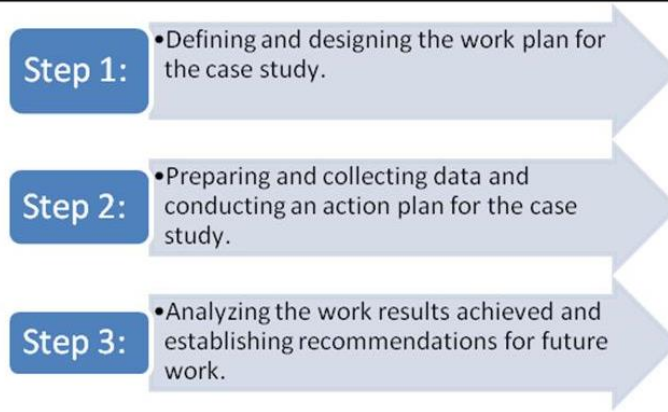 Step 1:
•Defining and designing the work plan for
the case study.
Step 2:
•Preparing and collecting data and
conducting an action plan for the case
study.
Step 3:
•Analyzing the work results achieved and
establishing recommendations for future
work.